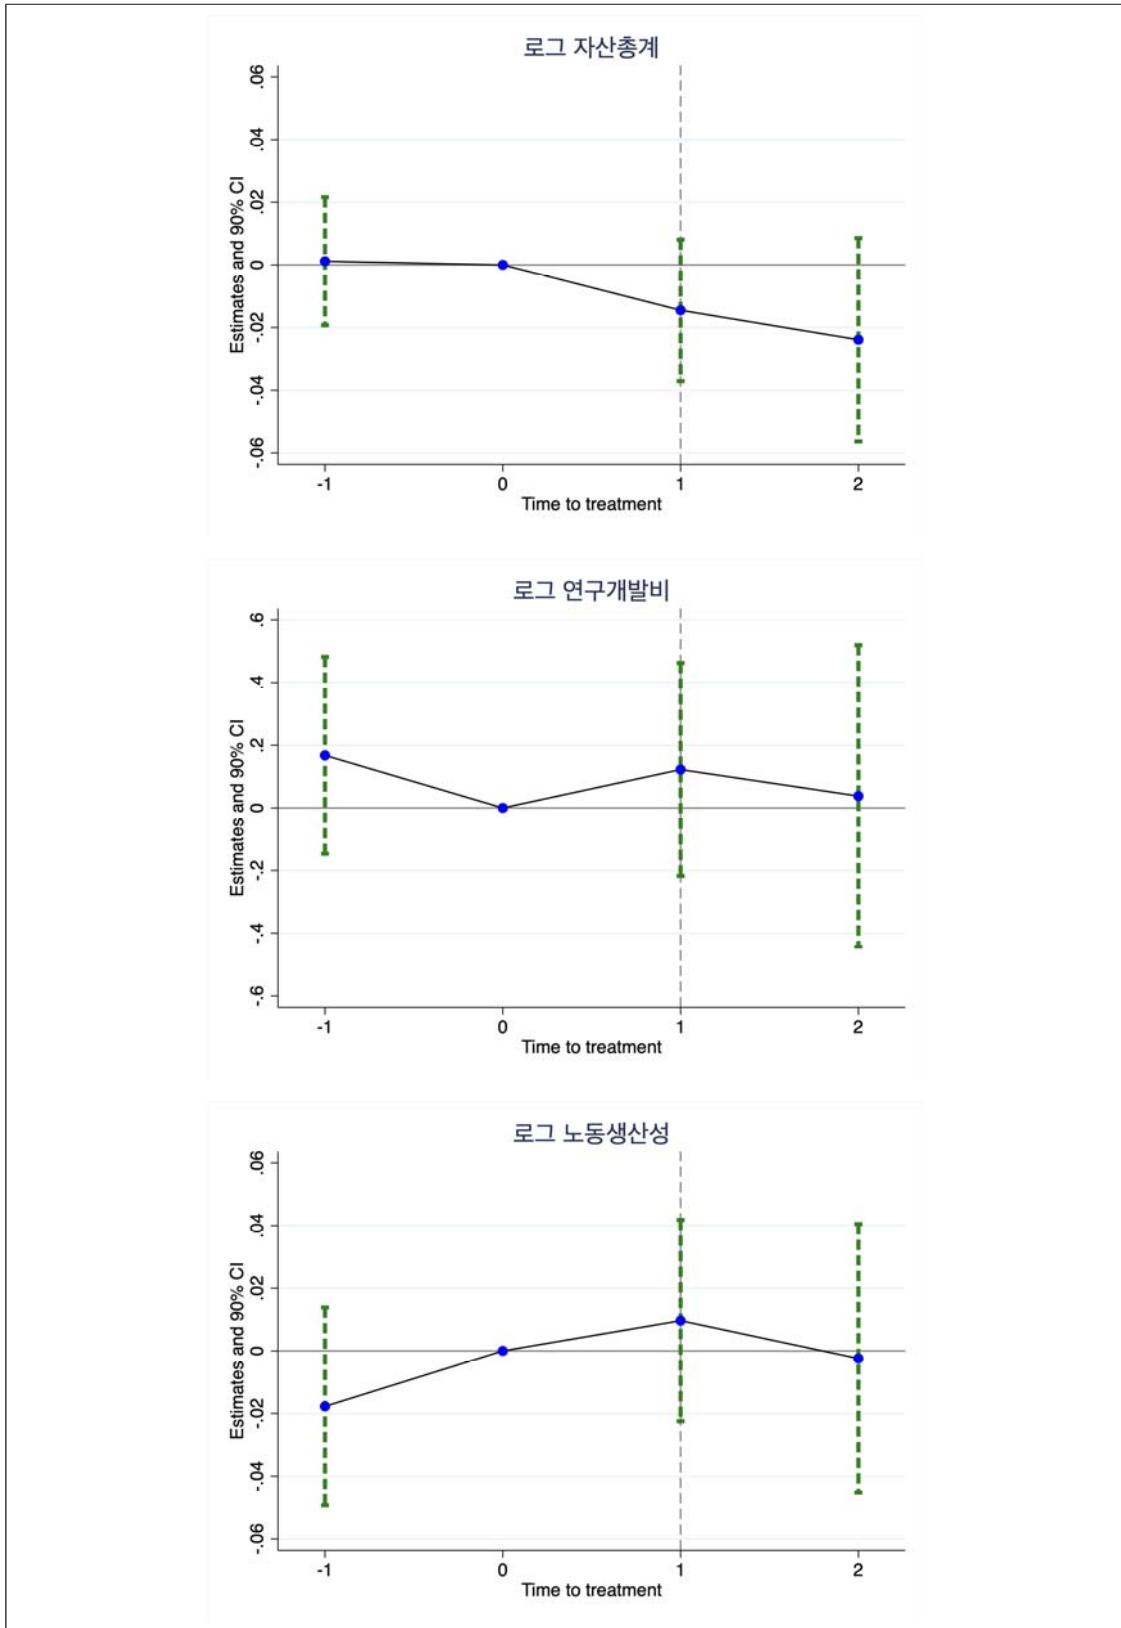 로그 자산총계
Estimates and 90% CI
.06
.04
.02
0
-.02
-.04
-.06
-1 0 1 2
Time to treatment
로그 연구개발비
Estimates and 90% CI
.6
.4
.2
0
-.2
-.4
-.6
-1 0 1 2
Time to treatment
로그 노동생산성
Estimates and 90% CI
.06
.04
.02
0
-.02
-.04
-.06
-1 0 1 2
Time to treatment